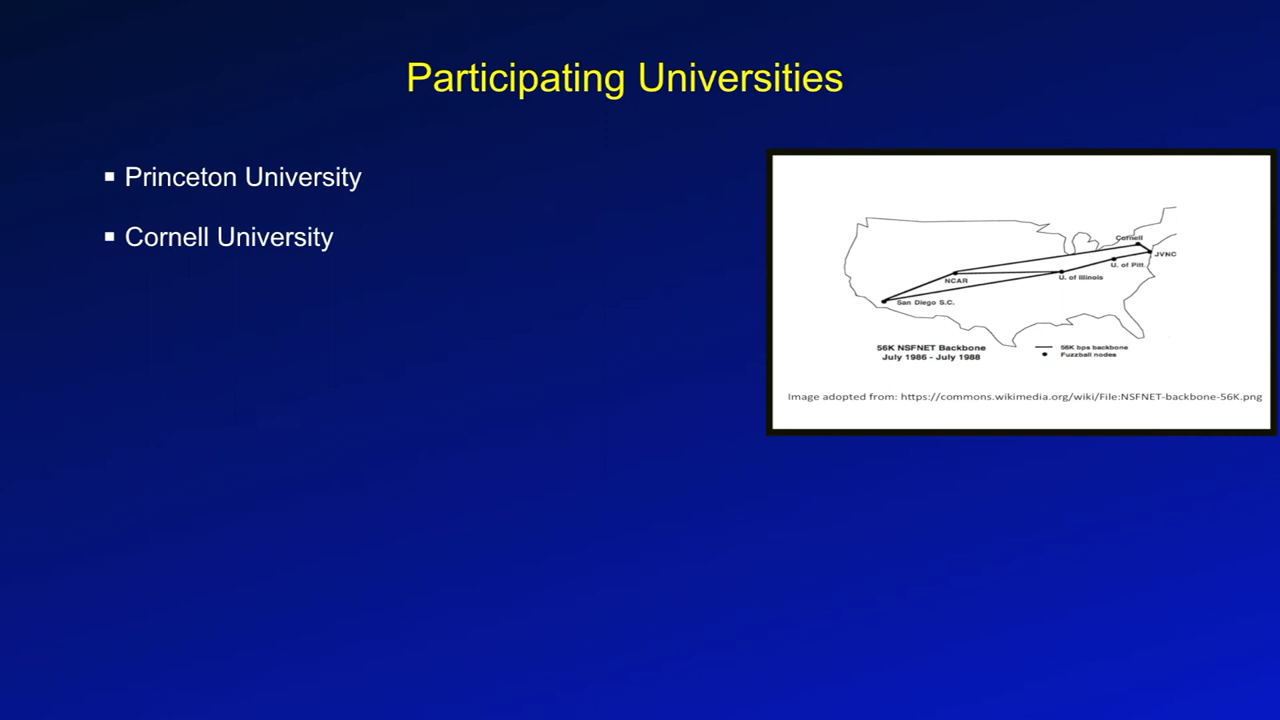 Participating Universities
▪ Princeton University
▪ Cornell University
Cornell
JVNC
U. of Pitt.
NCAR
U. of Illinois
San Diego S.C.
56K NSFNET Backbone
July 1986 - July 1988
56K bps backbone
Fuzzball nodes
Image adopted from: https://commons.wikimedia.org/wiki/File:NSFNET-backbone-56K.png